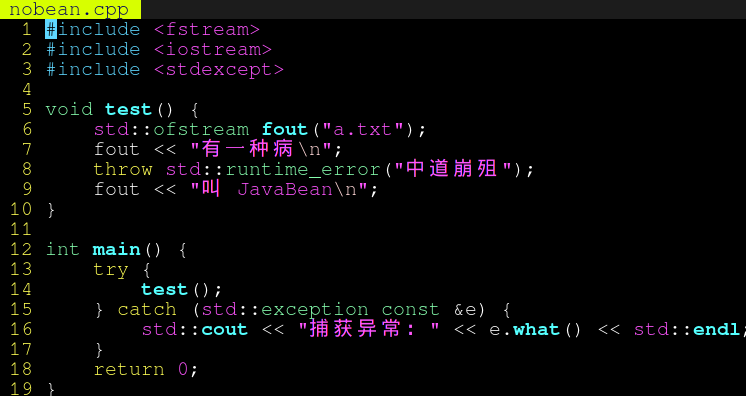 nobean.cpp
1 #include <fstream>
2 #include <iostream>
3 #include <stdexcept>
4
5 void test() {
6     std::ofstream fout("a.txt");
7     fout << "有一种病\n";
8     throw std::runtime_error("中道崩殂");
9     fout << "叫 JavaBean\n";
10 }
11
12 int main() {
13     try {
14         test();
15     } catch (std::exception const &e) {
16         std::cout << "捕获异常: " << e.what() << std::endl;
17     }
18     return 0;
19 }